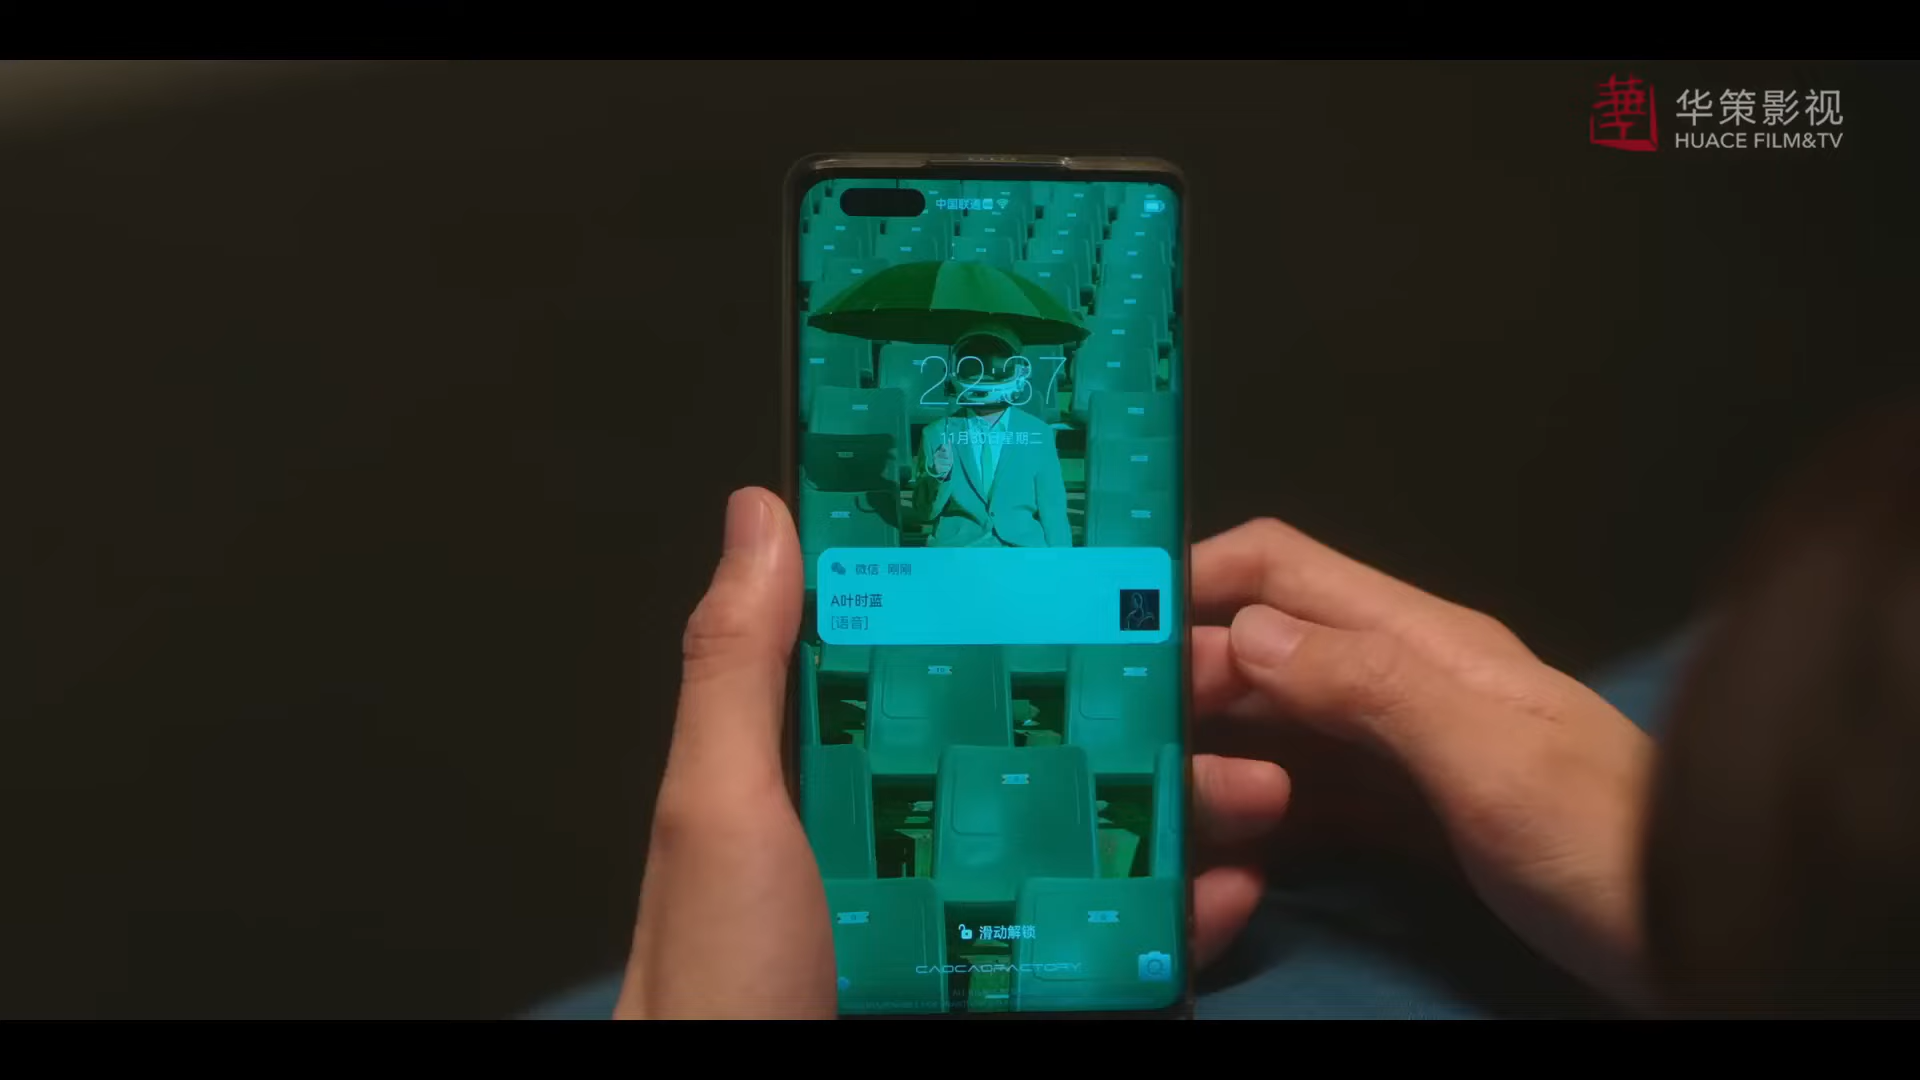 华策影视
HUACE FILM&TV
中国联通
22:37
11月30日星期二
微信 刚刚
A叶时蓝
[语音]
滑动解锁
CAOCAOFACTORY